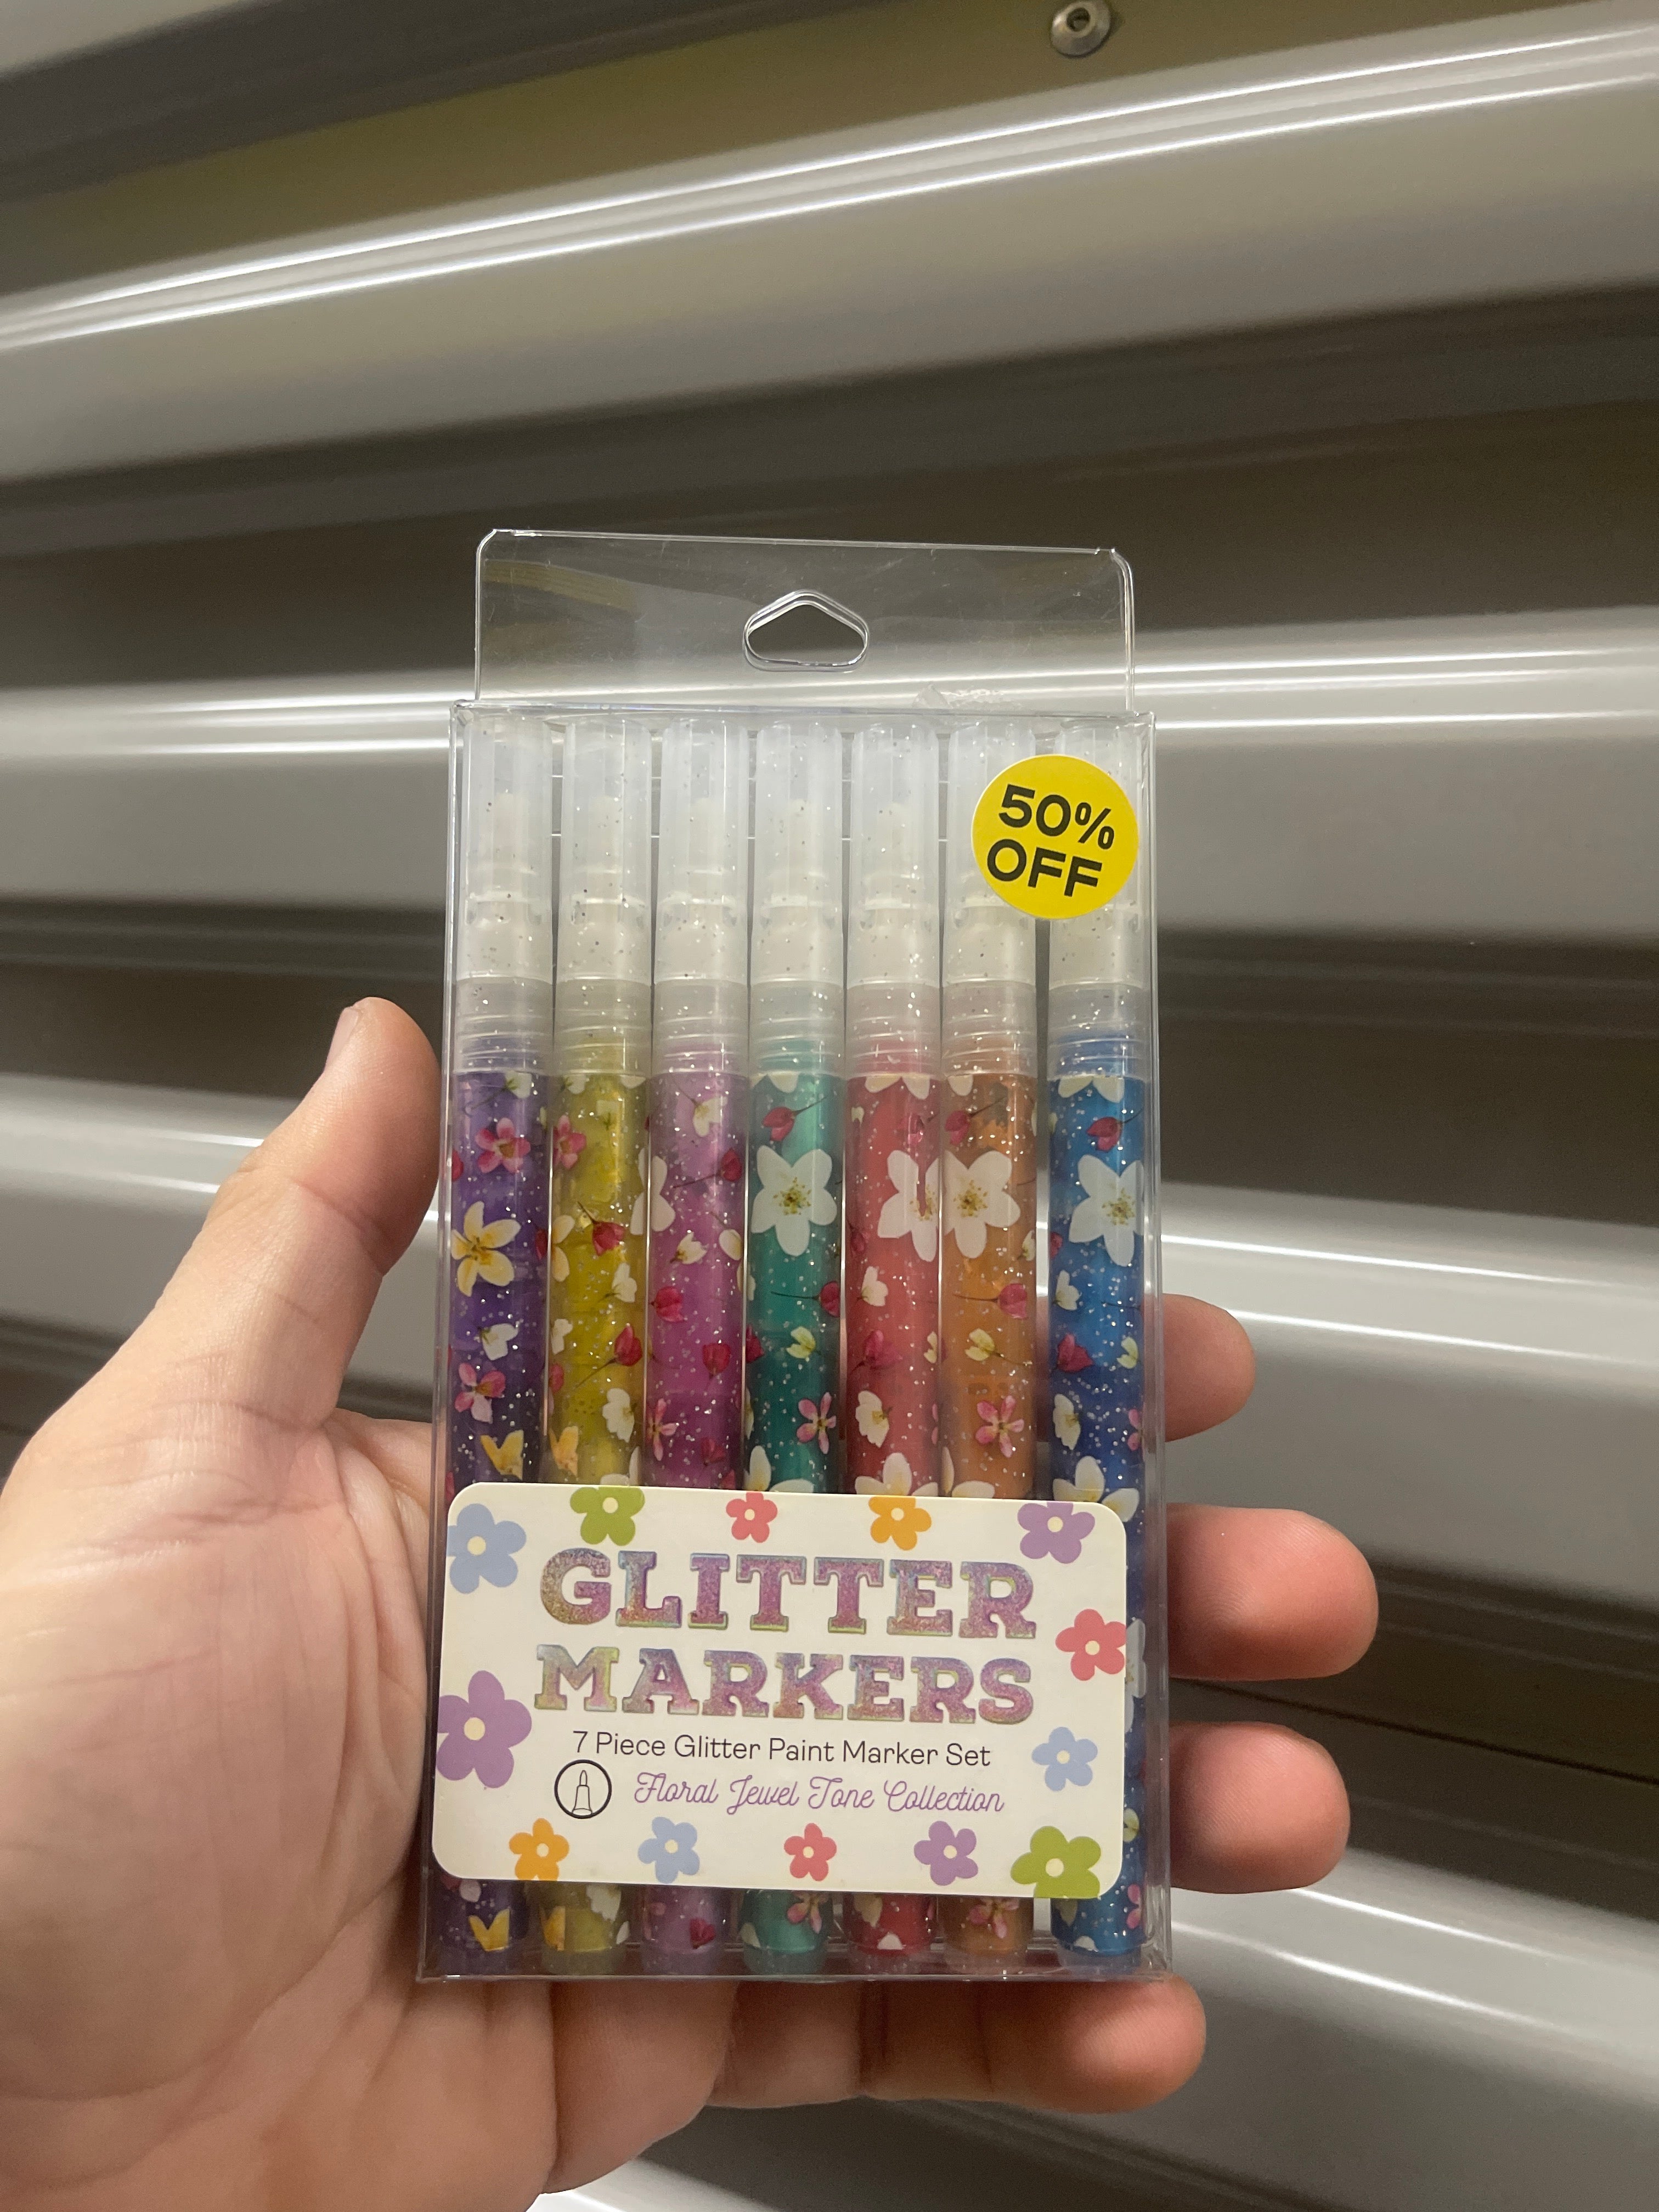 50%
OFF
GLITTER
MARKERS
7 Piece Glitter Paint Marker Set
Floral Jewel Tone Collection